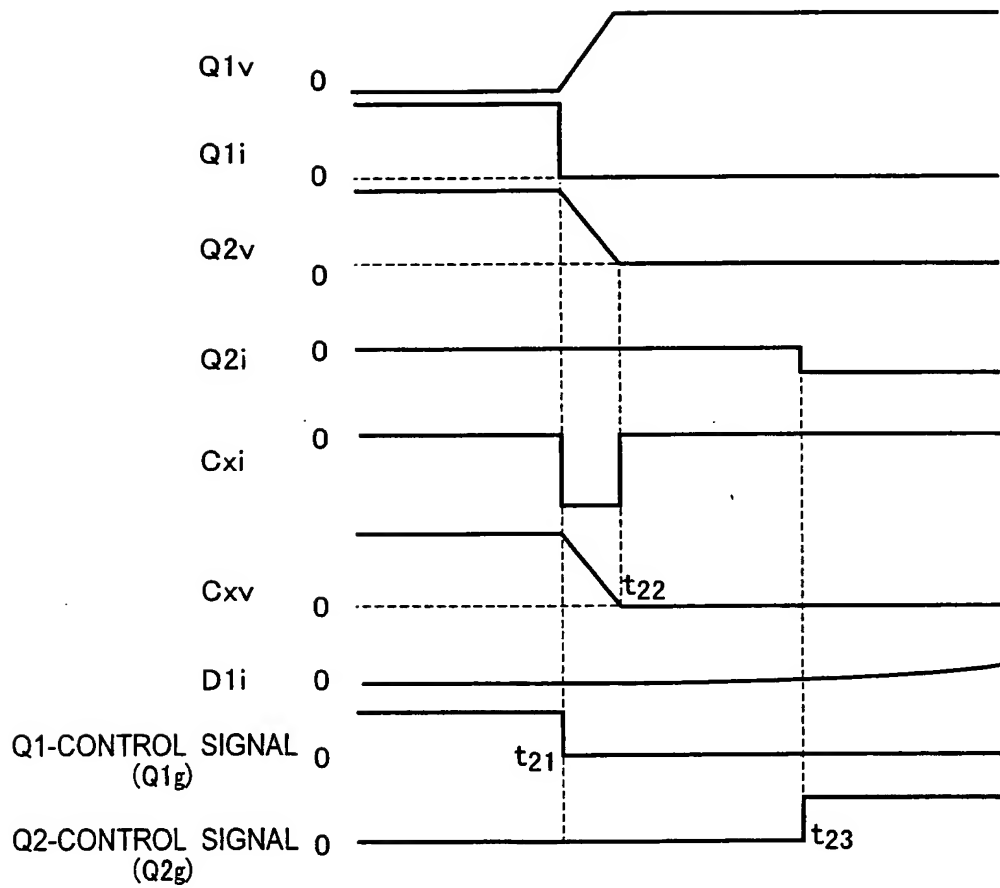 Q1v 0
Q1i 0
Q2v 0
Q2i 0
Cxi 0
Cxv 0 t22
D1i 0
Q1-CONTROL SIGNAL 0 t21
(Q1g)
Q2-CONTROL SIGNAL 0 t23
(Q2g)